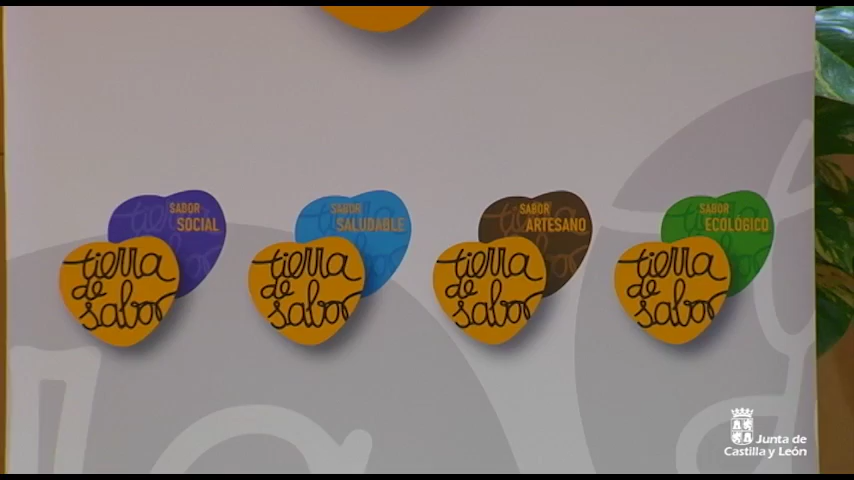 SABOR
SOCIAL
tierra
de
sabor
SABOR
SALUDABLE
tierra
de
sabor
SABOR
ARTESANO
tierra
de
sabor
SABOR
ECOLÓGICO
tierra
de
sabor
Junta de
Castilla y León